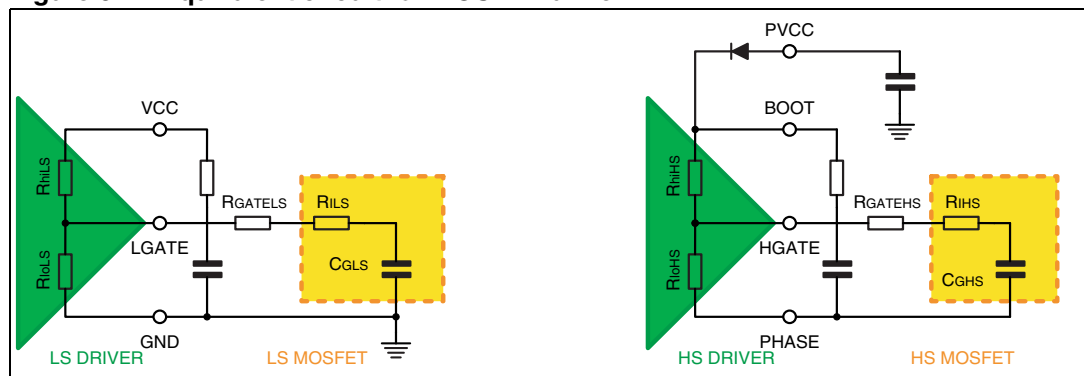 VCC
RhiLS
RGATELS
RILS
LGATE
RloLS
CGLS
GND
LS DRIVER
LS MOSFET
PVCC
BOOT
RhiHS
RGATEHS
RIHS
HGATE
RloHS
CGHS
PHASE
HS DRIVER
HS MOSFET